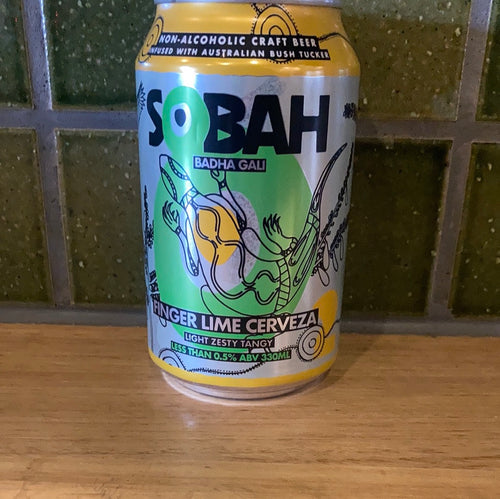 NON-ALCOHOLIC CRAFT BEER
INFUSED WITH AUSTRALIAN BUSH TUCKER
SOBAH
BADHA GALI
FINGER LIME CERVEZA
LIGHT ZESTY TANGY
LESS THAN 0.5% ABV 330ML